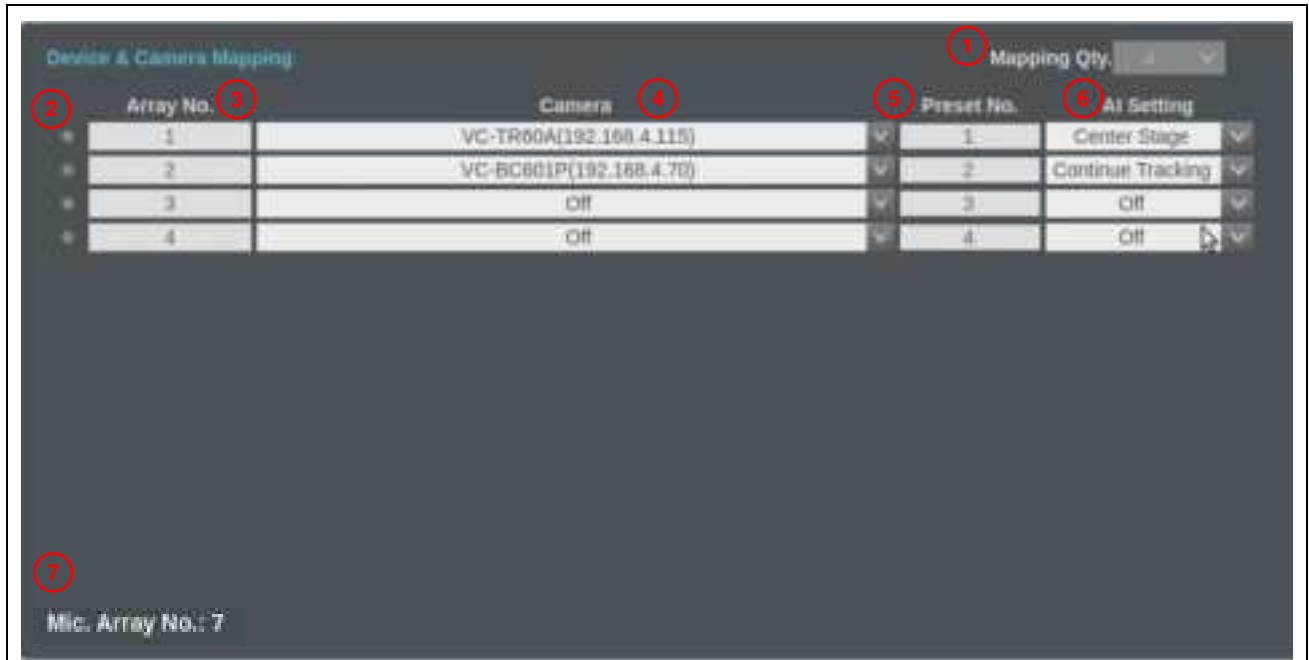 Device & Camera Mapping 1 Mapping Qty. 4
2 Array No. 3 Camera 4 5 Preset No. 6 AI Setting
1 VC-TR60A(192.168.4.115) 1 Center Stage
2 VC-BC601P(192.168.4.70) 2 Continue Tracking
3 Off 3 Off
4 Off 4 Off
7
Mic. Array No.: 7